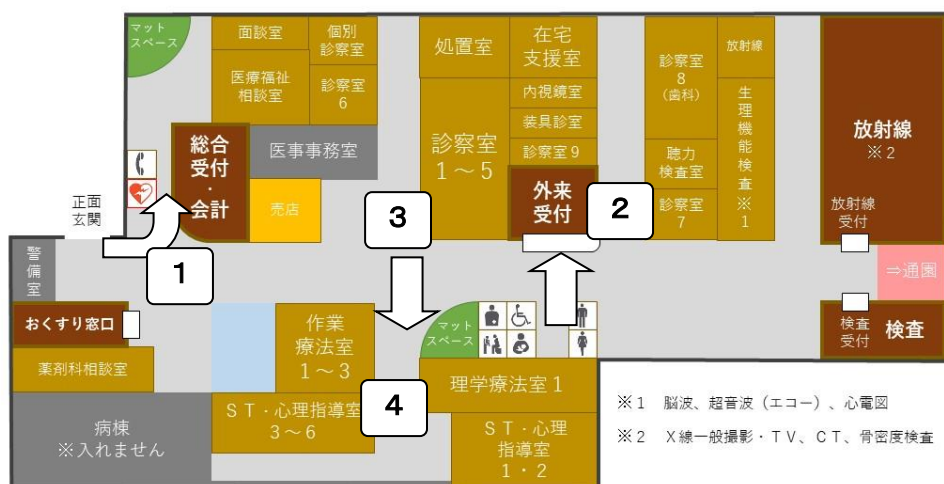 マット
スペース
面談室
個別
診察室
医療福祉
相談室
診察室
6
総合
受付
・
会計
医事事務室
売店
正面
玄関
1
処置室
在宅
支援室
診察室
1～5
内視鏡室
装具診室
診察室9
外来
受付
2
3
診察室
8
(歯科)
放射線
生理機能検査※1
聴力
検査室
診察室
7
放射線
※2
放射線
受付
⇒通園
検査
受付
検査
警備室
おくすり窓口
薬剤科相談室
病棟
※入れません
作業
療法室
1～3
ST・心理指導室
3～6
4
マット
スペース
理学療法室1
ST・心理
指導室
1・2
※1 脳波、超音波（エコー）、心電図
※2 X線一般撮影・TV、CT、骨密度検査